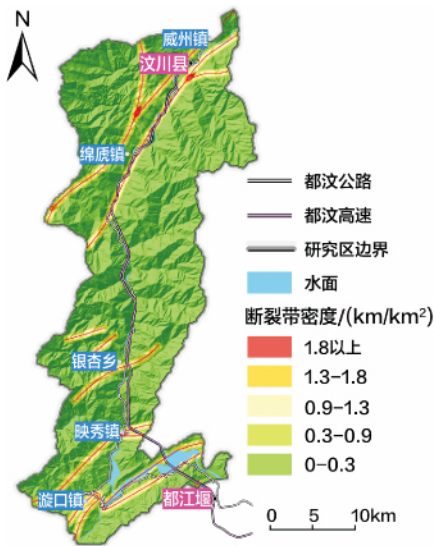 N
威州镇
汶川县
绵虒镇
银杏乡
映秀镇
漩口镇
都江堰
都汶公路
都汶高速
研究区边界
水面
断裂带密度/(km/km²)
1.8以上
1.3-1.8
0.9-1.3
0.3-0.9
0-0.3
0 5 10km